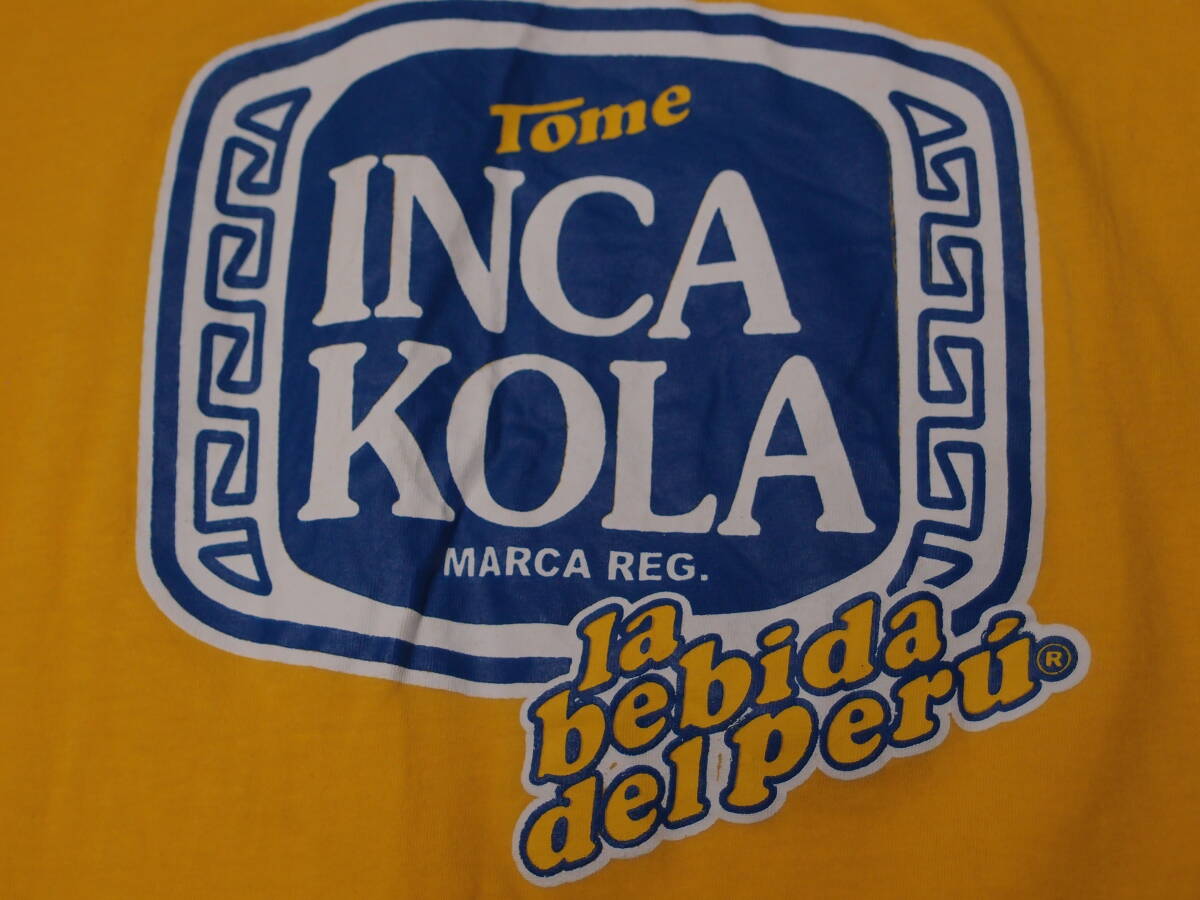 Tome
INCA
KOLA
MARCA REG.
la
bebida
del perú ®